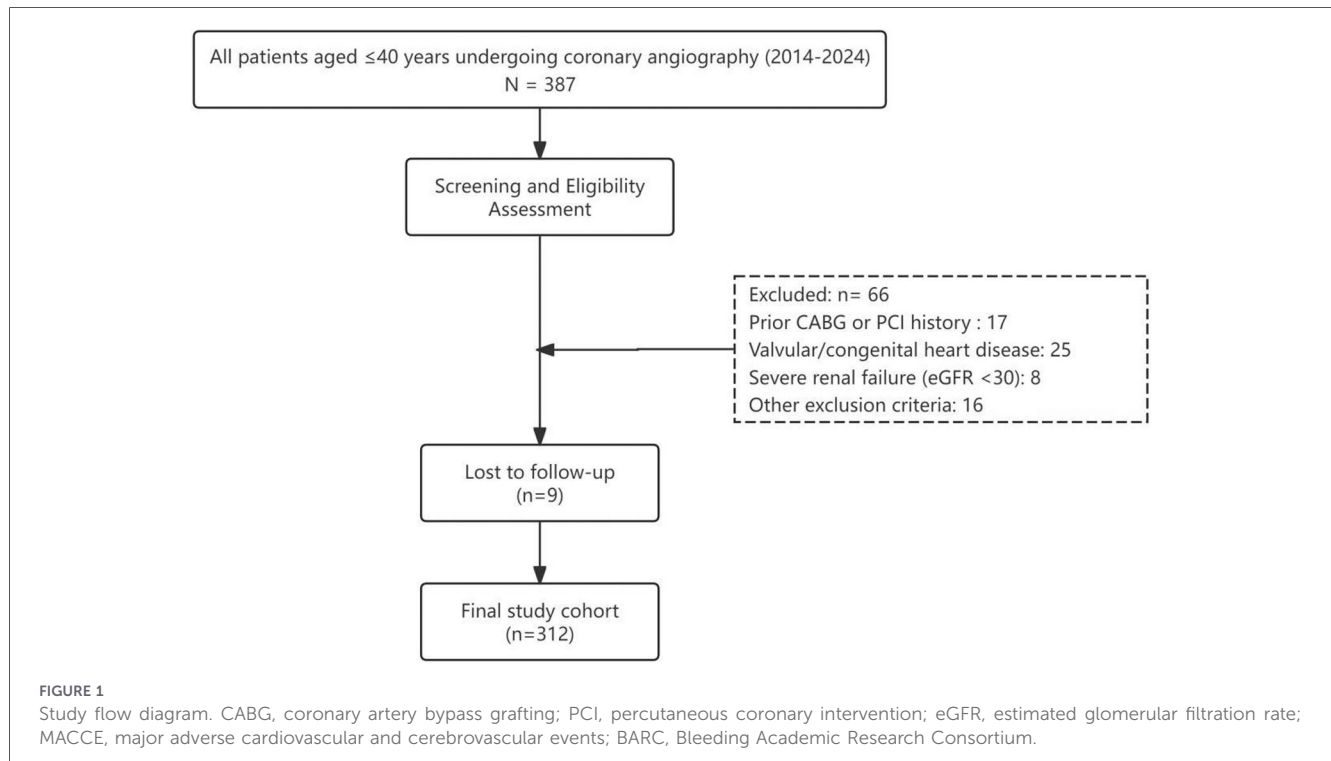 All patients aged ≤40 years undergoing coronary angiography (2014-2024)
N = 387
Screening and Eligibility
Assessment
Excluded: n= 66
Prior CABG or PCI history : 17
Valvular/congenital heart disease: 25
Severe renal failure (eGFR <30): 8
Other exclusion criteria: 16
Lost to follow-up
(n=9)
Final study cohort
(n=312)
FIGURE 1
Study flow diagram. CABG, coronary artery bypass grafting; PCI, percutaneous coronary intervention; eGFR, estimated glomerular filtration rate;
MACCE, major adverse cardiovascular and cerebrovascular events; BARC, Bleeding Academic Research Consortium.